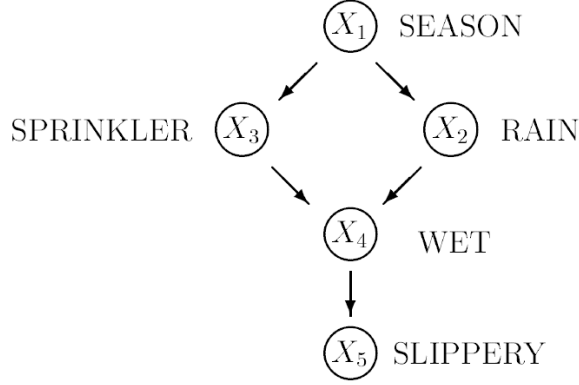 X₁ SEASON
SPRINKLER X₃ X₂ RAIN
X₄ WET
X₅ SLIPPERY